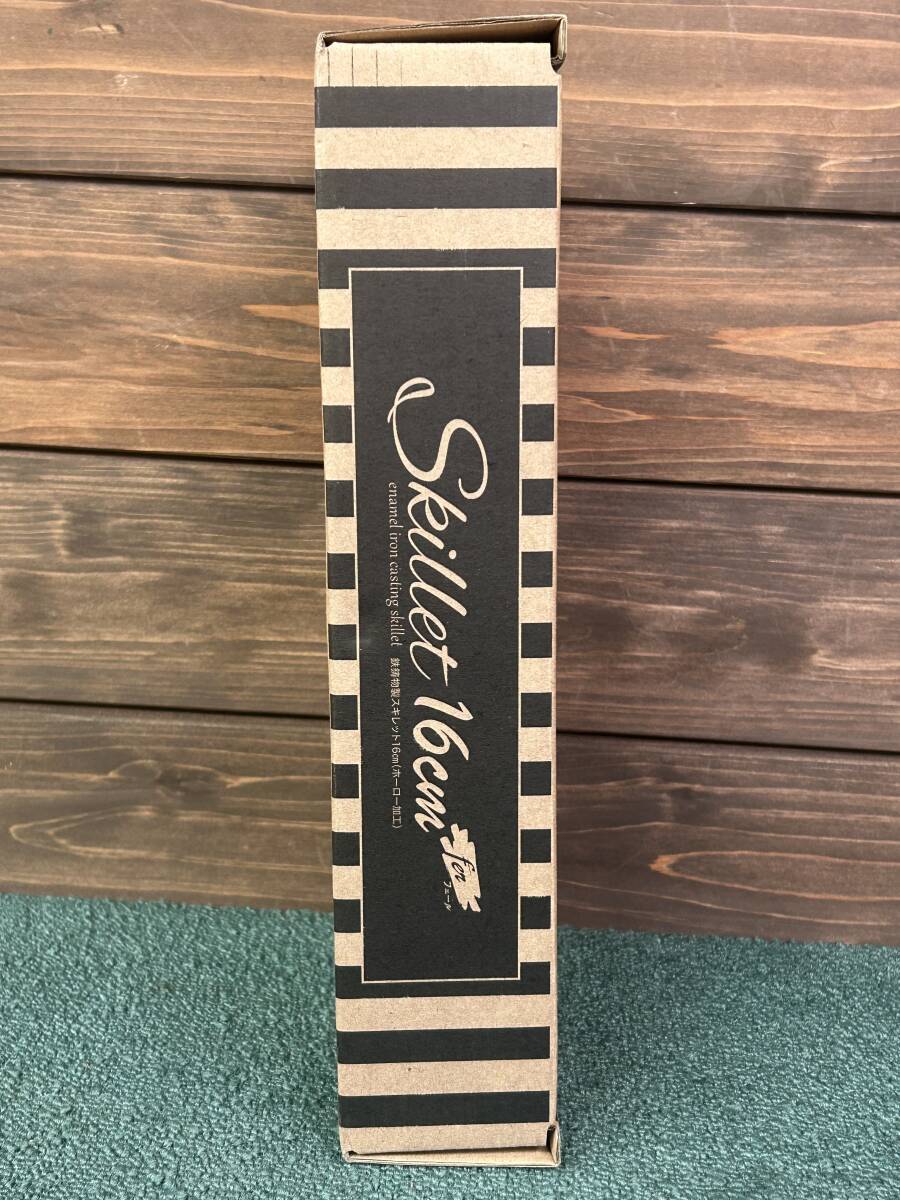 Skillet 16cm
enamel iron casting skillet 鉄鋳物製スキレット16cm(ホーロー加工)
fer
フェール